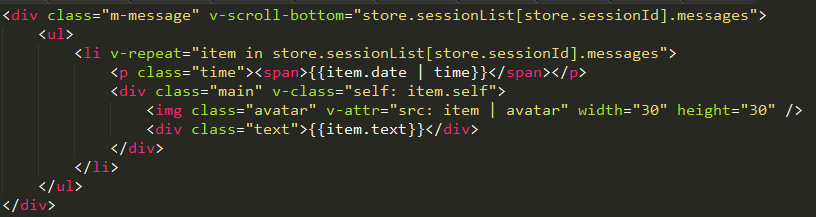 <div class="m-message" v-scroll-bottom="store.sessionList[store.sessionId].messages">
    <ul>
        <li v-repeat="item in store.sessionList[store.sessionId].messages">
            <p class="time"><span>{{item.date | time}}</span></p>
            <div class="main" v-class="self: item.self">
                <img class="avatar" v-attr="src: item | avatar" width="30" height="30" />
                <div class="text">{{item.text}}</div>
            </div>
        </li>
    </ul>
</div>